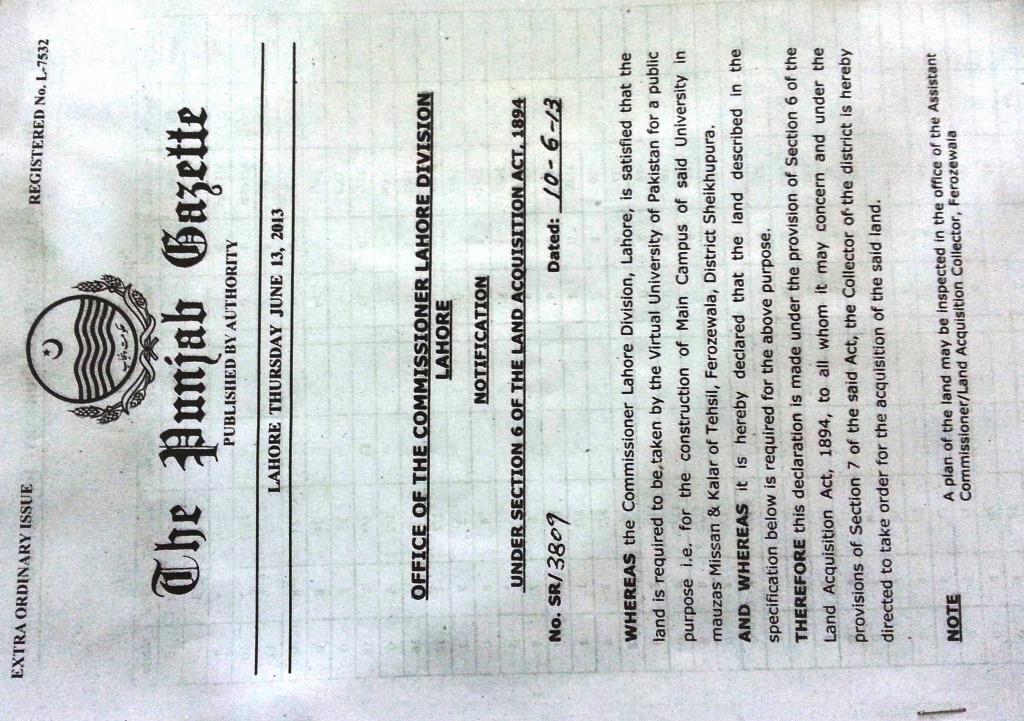 EXTRA ORDINARY ISSUE
REGISTERED No. L-7532
حکومت پنجاب
The Punjab Gazette
PUBLISHED BY AUTHORITY
LAHORE THURSDAY JUNE 13, 2013
OFFICE OF THE COMMISSIONER LAHORE DIVISION
LAHORE
NOTIFICATION
UNDER SECTION 6 OF THE LAND ACQUISITION ACT, 1894
No. SR/3809 Dated: 10-6-13
WHEREAS the Commissioner Lahore Division, Lahore, is satisfied that the
land is required to be taken by the Virtual University of Pakistan for a public
purpose i.e. for the construction of Main Campus of said University in
mauzas Missan & Kalar of Tehsil, Ferozewala, District Sheikhupura.
AND WHEREAS it is hereby declared that the land described in the
specification below is required for the above purpose.
THEREFORE this declaration is made under the provision of Section 6 of the
Land Acquisition Act, 1894, to all whom it may concern and under the
provisions of Section 7 of the said Act, the Collector of the district is hereby
directed to take order for the acquisition of the said land.
NOTE A plan of the land may be inspected in the office of the Assistant
Commissioner/Land Acquisition Collector, Ferozewala